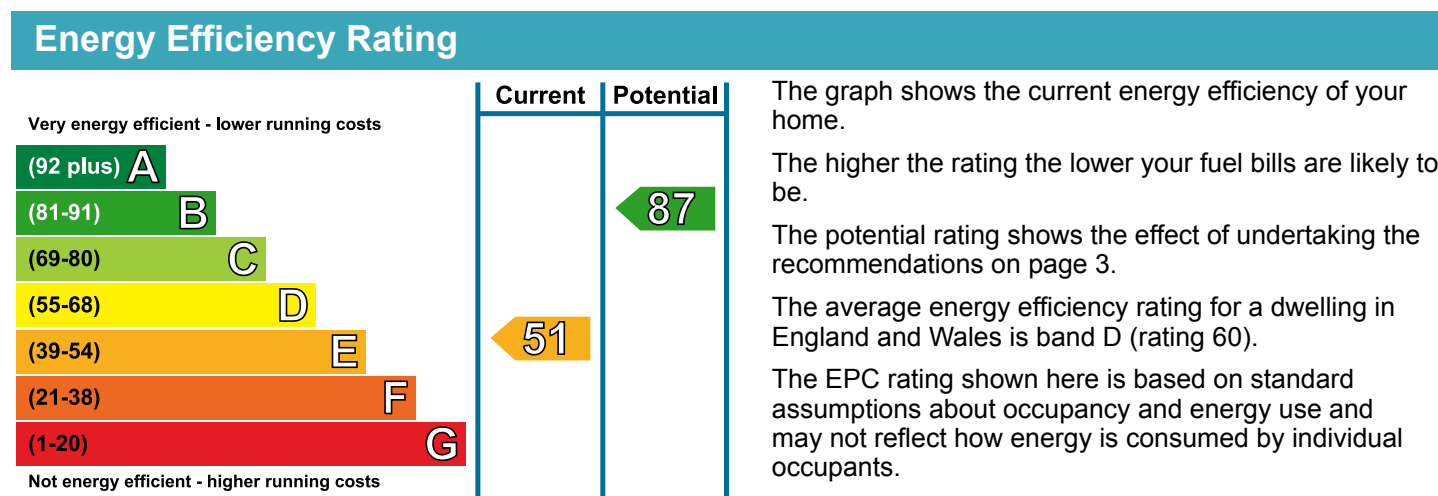 Energy Efficiency Rating
Current Potential
Very energy efficient - lower running costs
(92 plus) A
(81-91) B
87
(69-80) C
(55-68) D
(39-54) E
51
(21-38) F
(1-20) G
Not energy efficient - higher running costs
The graph shows the current energy efficiency of your
home.
The higher the rating the lower your fuel bills are likely to
be.
The potential rating shows the effect of undertaking the
recommendations on page 3.
The average energy efficiency rating for a dwelling in
England and Wales is band D (rating 60).
The EPC rating shown here is based on standard
assumptions about occupancy and energy use and
may not reflect how energy is consumed by individual
occupants.